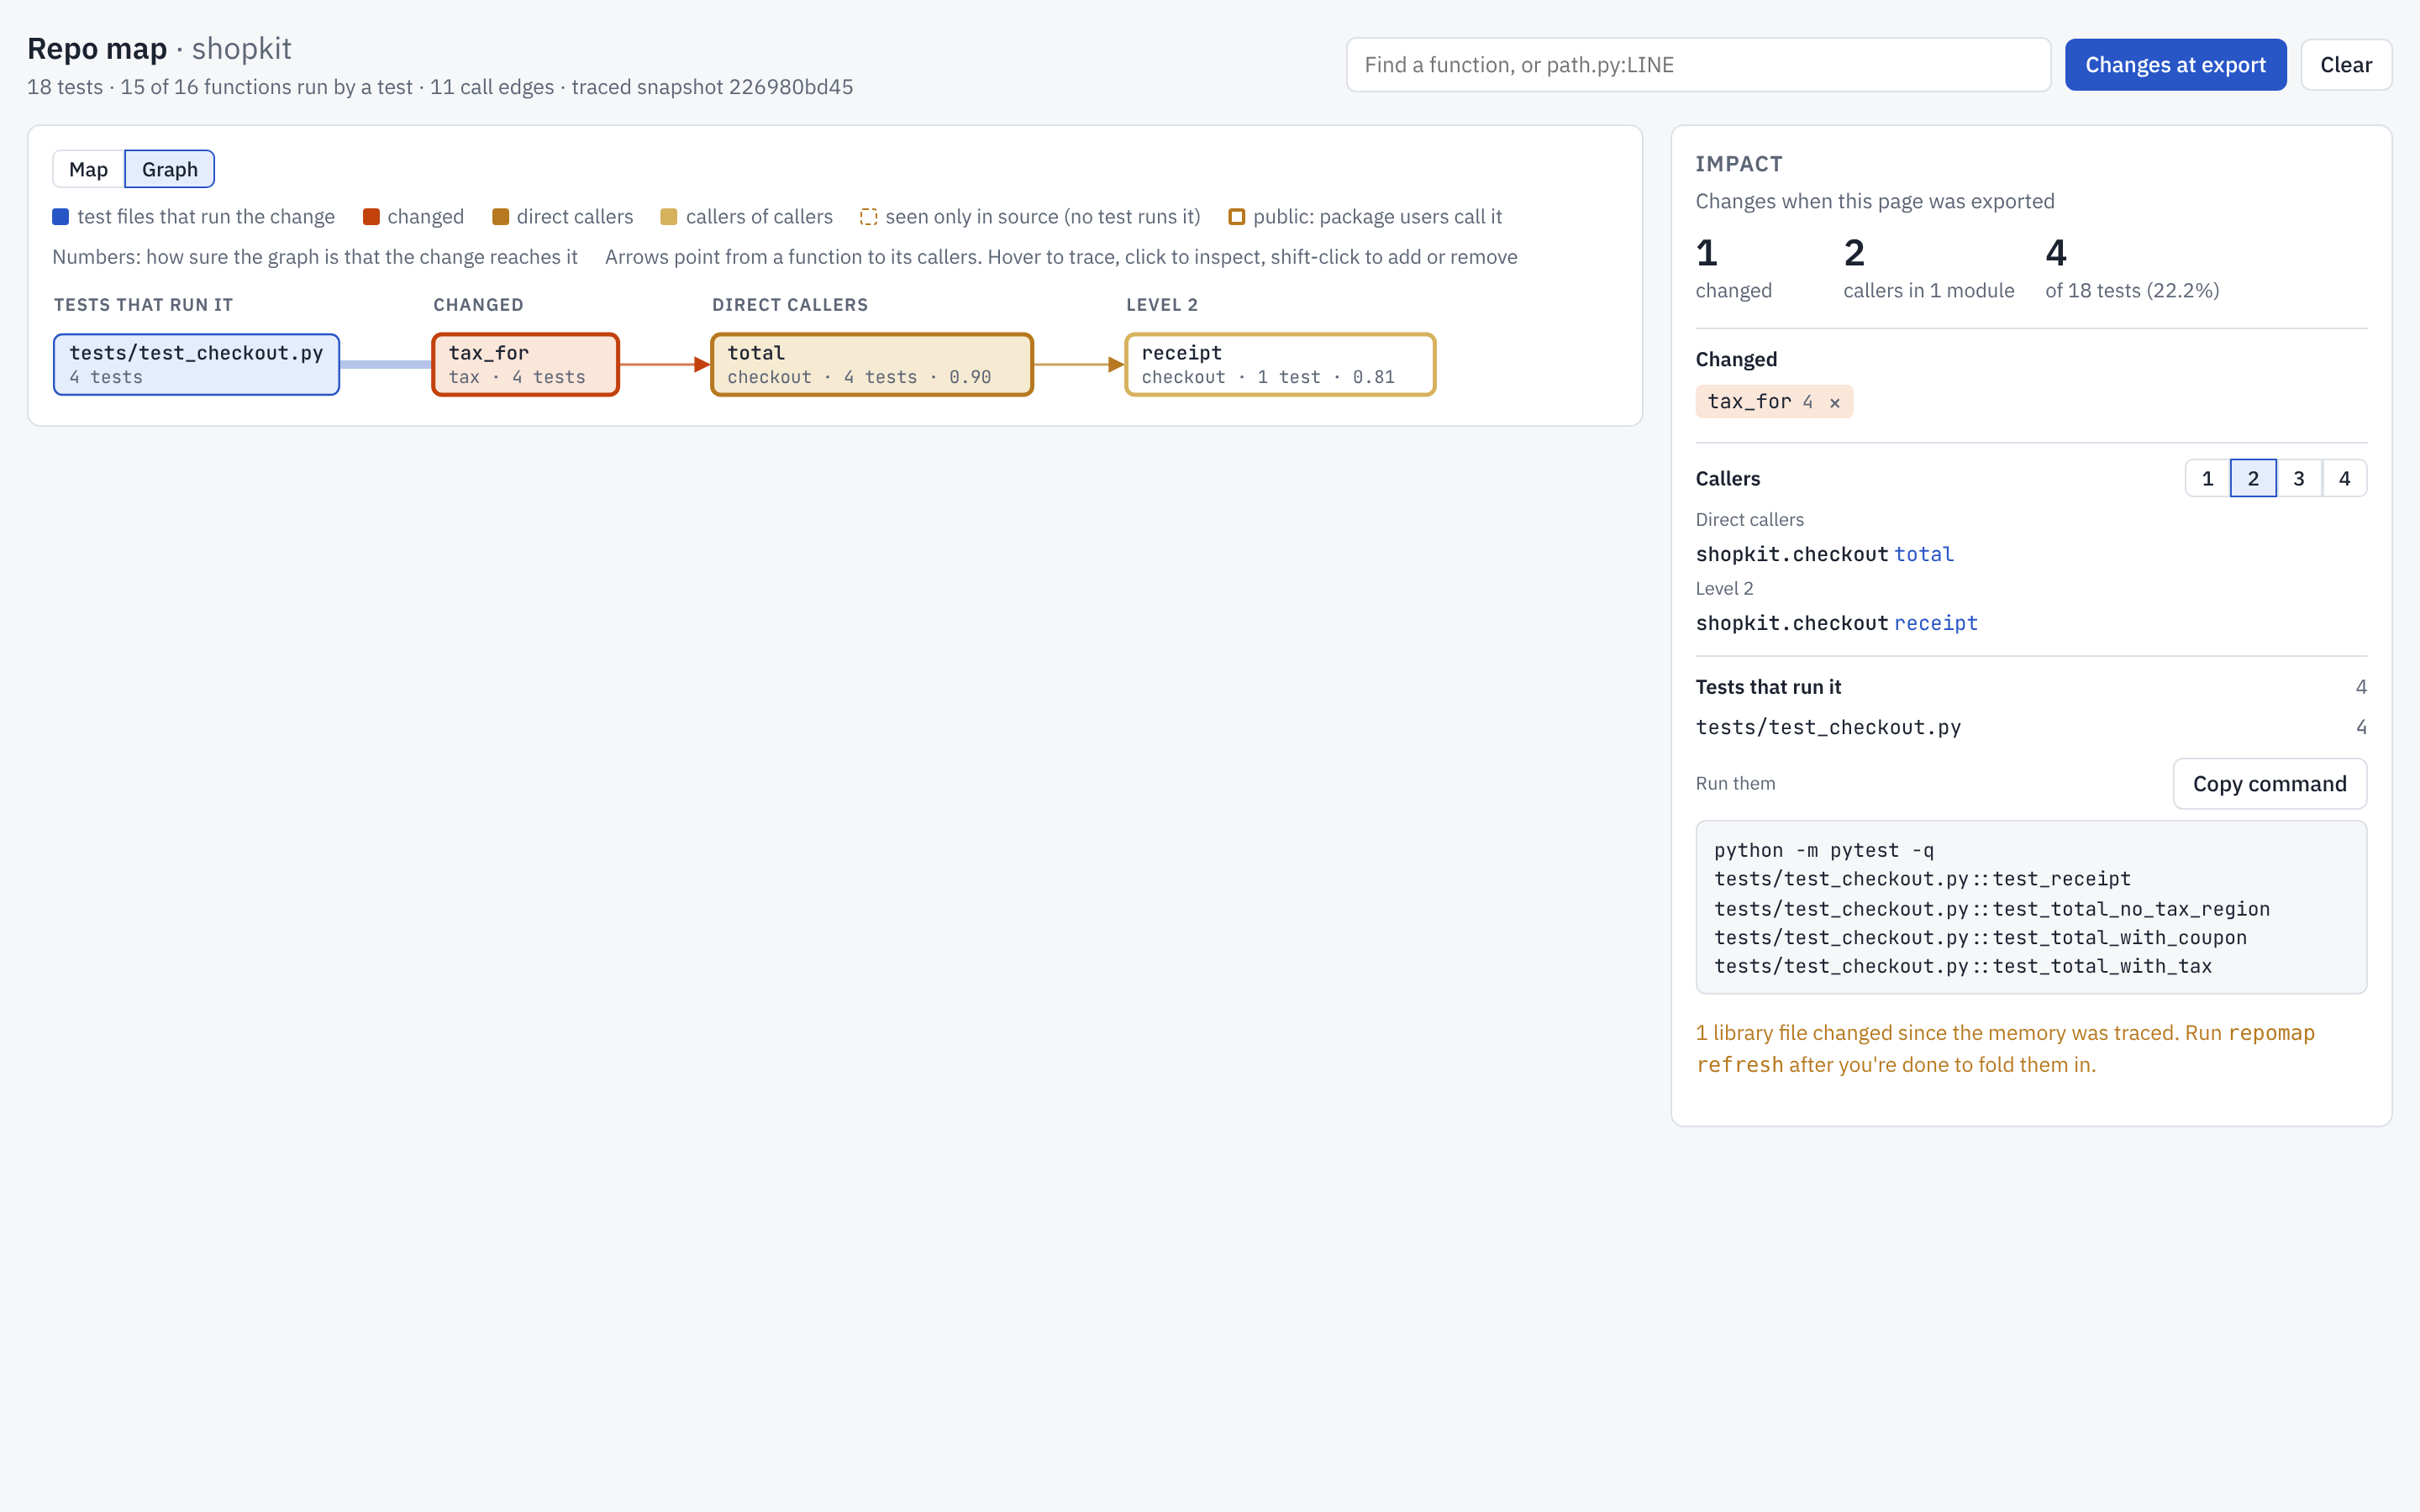 Repo map · shopkit
18 tests · 15 of 16 functions run by a test · 11 call edges · traced snapshot 226980bd45
Find a function, or path.py:LINE
Changes at export
Clear
Map
Graph
test files that run the change
changed
direct callers
callers of callers
seen only in source (no test runs it)
public: package users call it
Numbers: how sure the graph is that the change reaches it
Arrows point from a function to its callers. Hover to trace, click to inspect, shift-click to add or remove
TESTS THAT RUN IT
CHANGED
DIRECT CALLERS
LEVEL 2
tests/test_checkout.py
4 tests
tax_for
tax · 4 tests
total
checkout · 4 tests · 0.90
receipt
checkout · 1 test · 0.81
IMPACT
Changes when this page was exported
1
changed
2
callers in 1 module
4
of 18 tests (22.2%)
Changed
tax_for 4 ×
Callers
1
2
3
4
Direct callers
shopkit.checkout total
Level 2
shopkit.checkout receipt
Tests that run it
4
tests/test_checkout.py
4
Run them
Copy command
python -m pytest -q
tests/test_checkout.py::test_receipt
tests/test_checkout.py::test_total_no_tax_region
tests/test_checkout.py::test_total_with_coupon
tests/test_checkout.py::test_total_with_tax
1 library file changed since the memory was traced. Run repomap
refresh after you're done to fold them in.